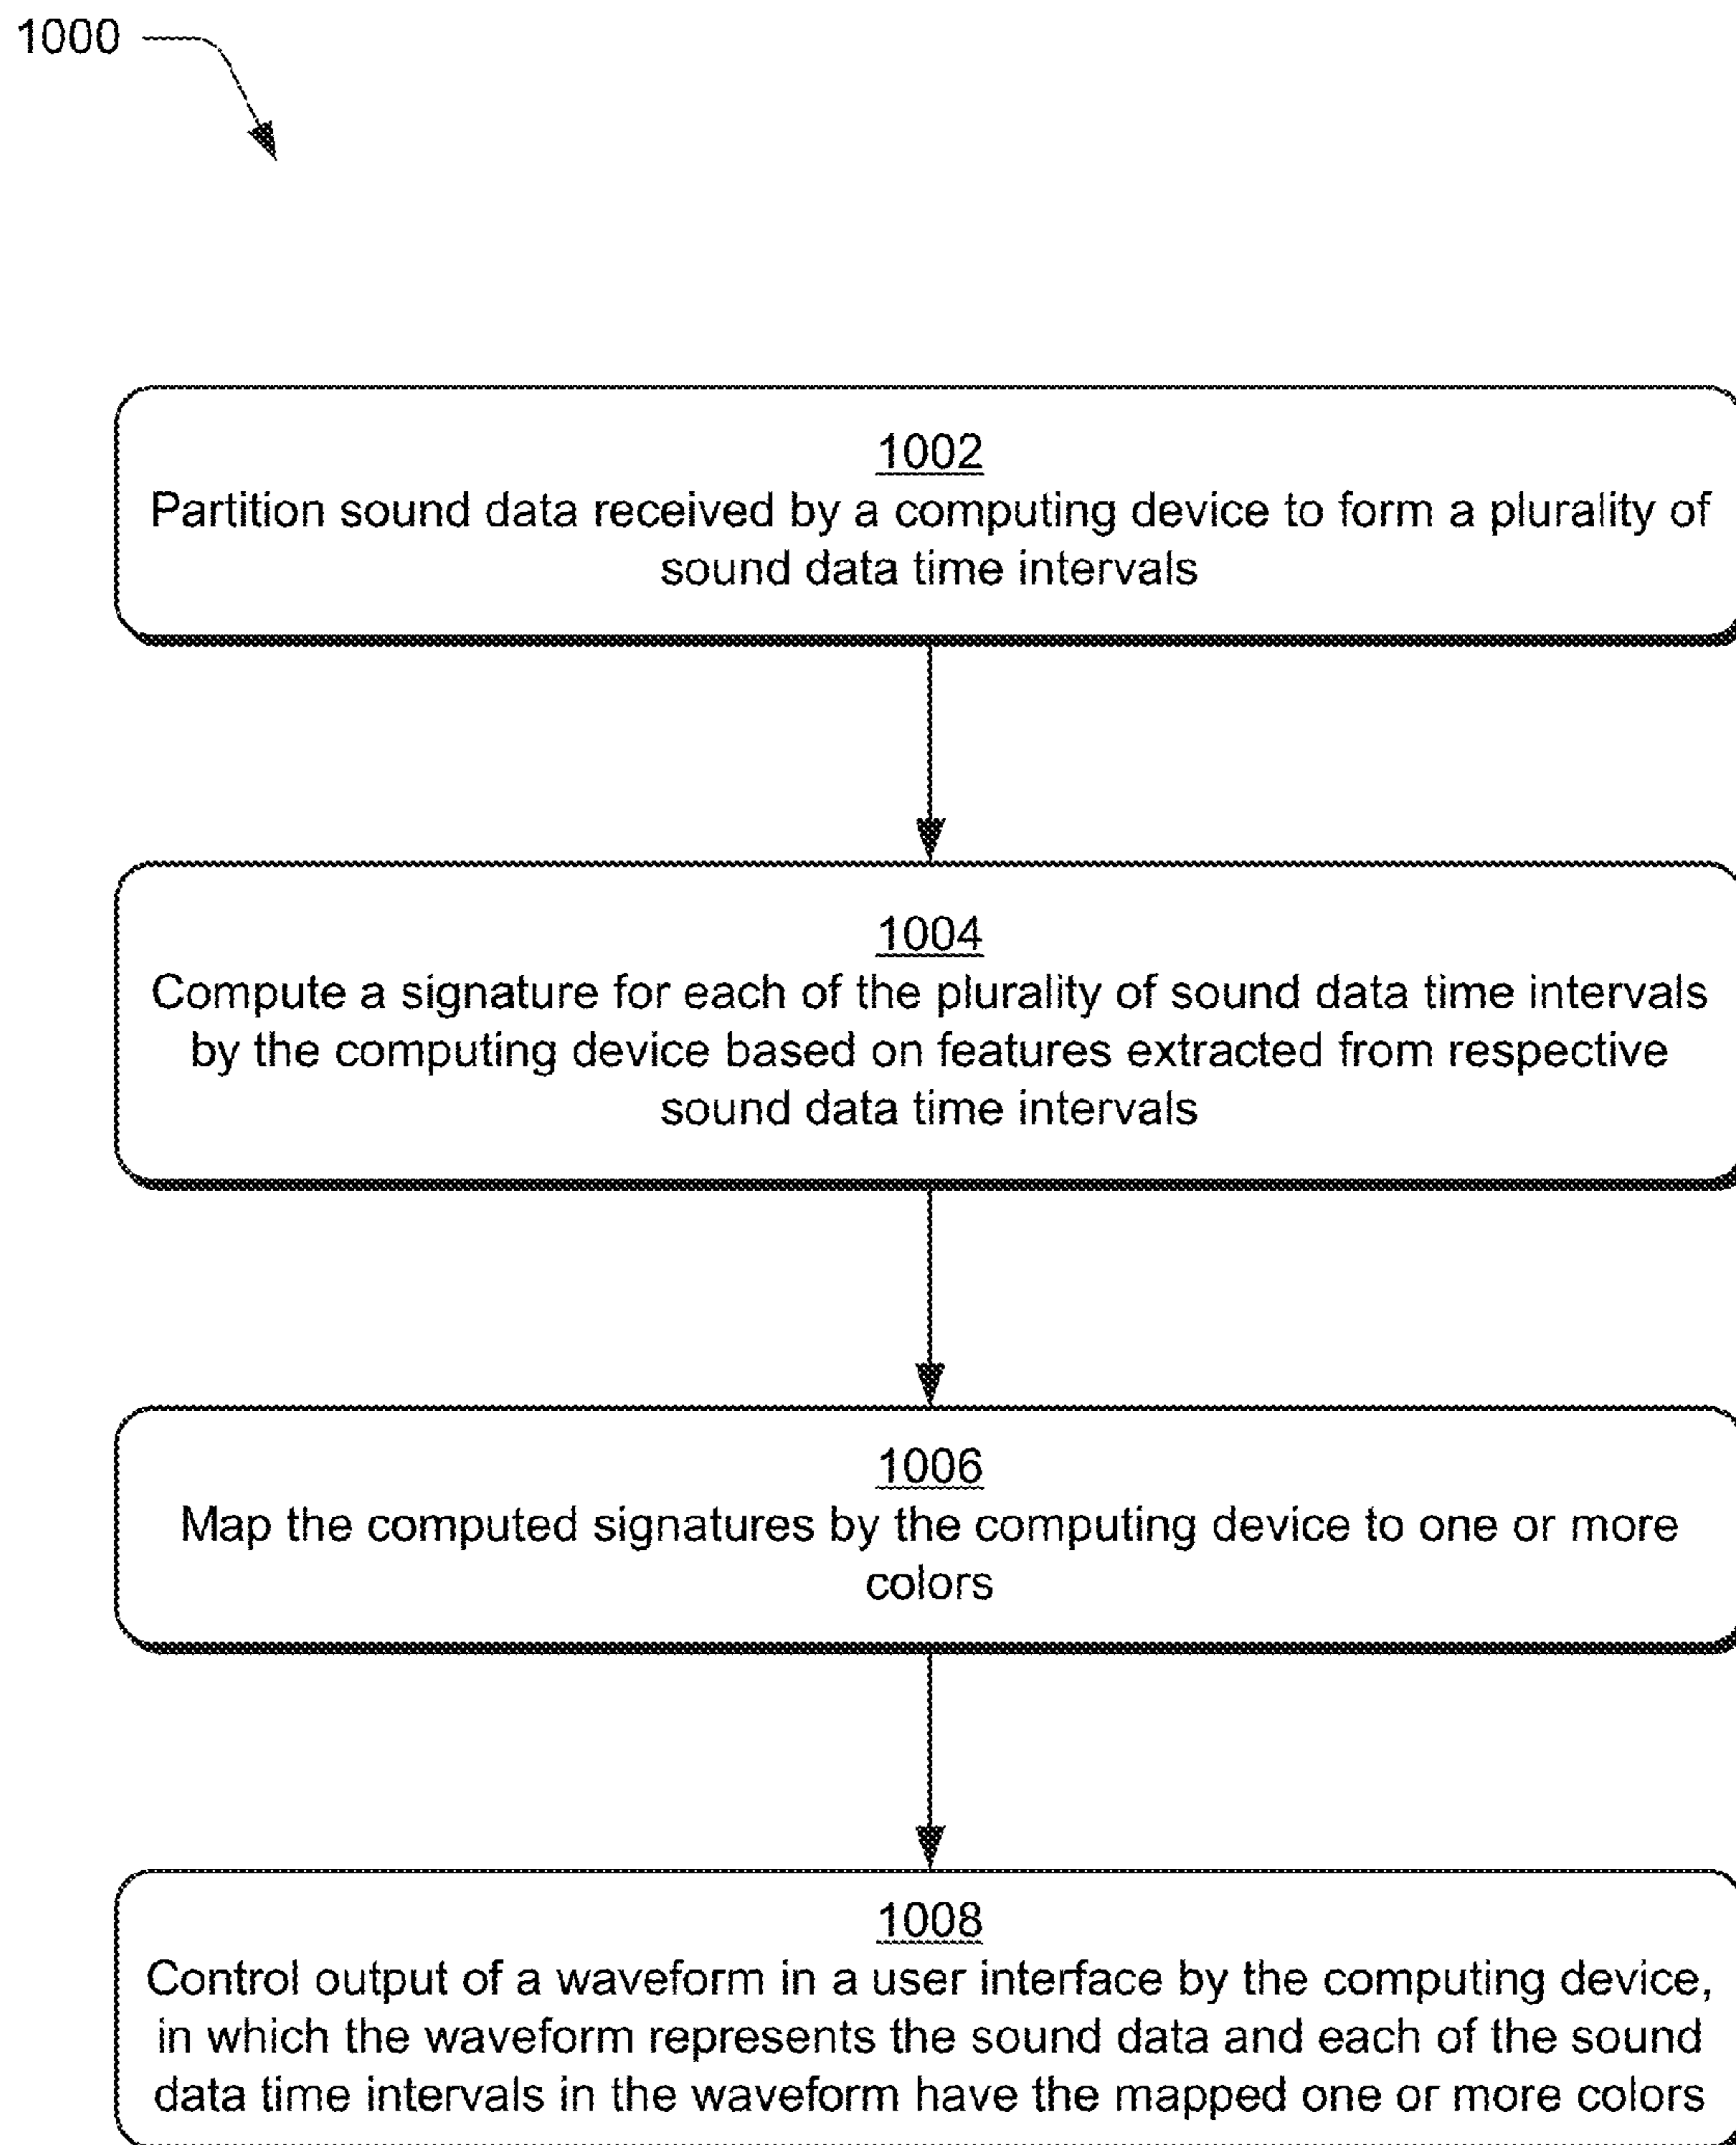 1000
1002
Partition sound data received by a computing device to form a plurality of
sound data time intervals
1004
Compute a signature for each of the plurality of sound data time intervals
by the computing device based on features extracted from respective
sound data time intervals
1006
Map the computed signatures by the computing device to one or more
colors
1008
Control output of a waveform in a user interface by the computing device,
in which the waveform represents the sound data and each of the sound
data time intervals in the waveform have the mapped one or more colors